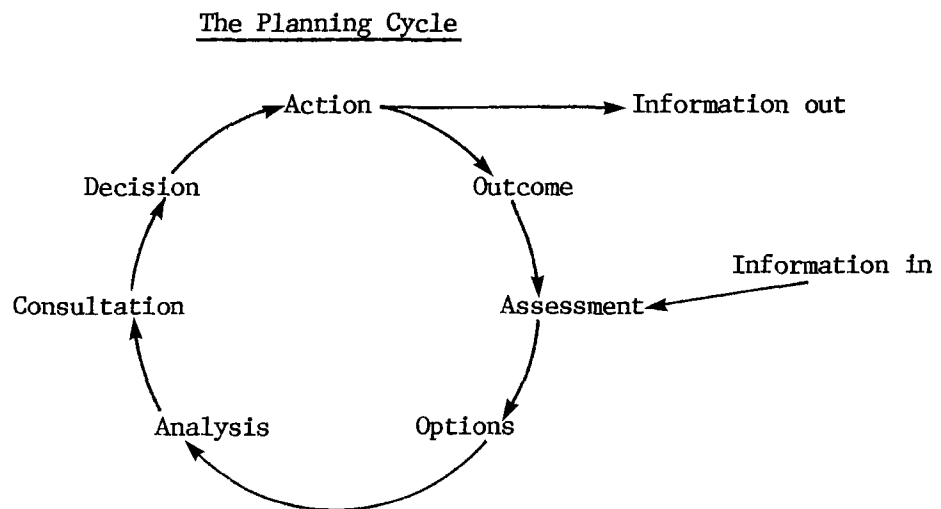 The Planning Cycle
Action
Information out
Decision
Outcome
Information in
Consultation
Assessment
Analysis
Options